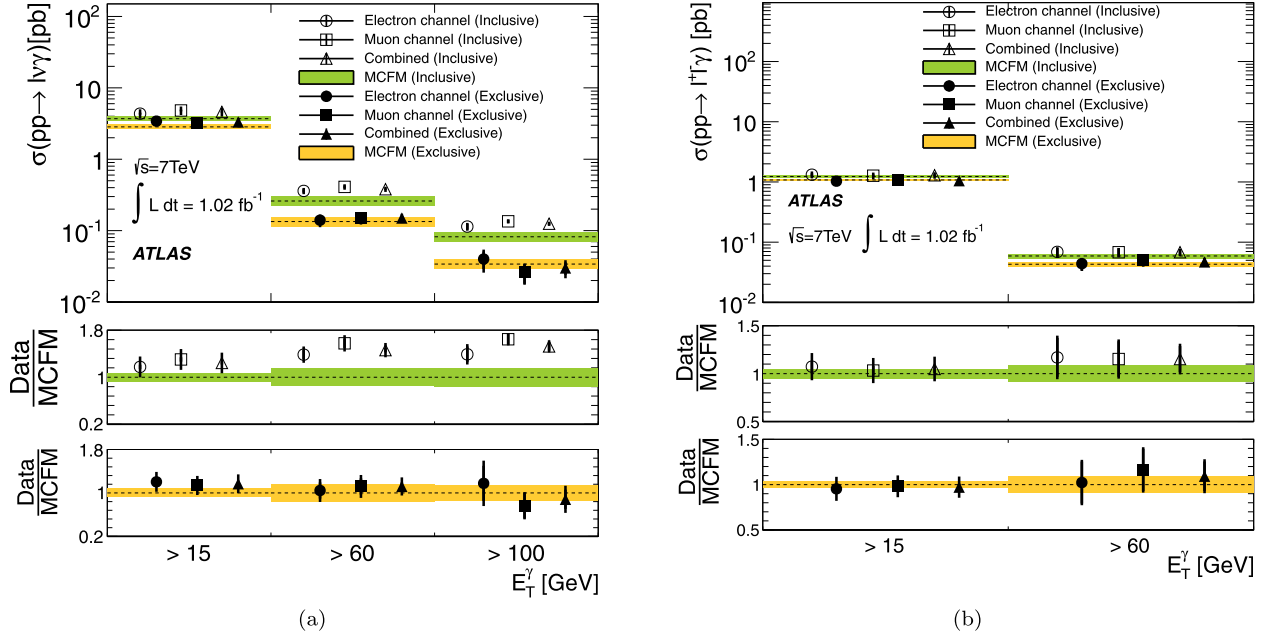 σ(pp→ lνγ)[pb]
10²
10
1
10⁻¹
10⁻²
Electron channel (Inclusive)
Muon channel (Inclusive)
Combined (Inclusive)
MCFM (Inclusive)
Electron channel (Exclusive)
Muon channel (Exclusive)
Combined (Exclusive)
MCFM (Exclusive)
√s=7TeV
∫ L dt = 1.02 fb⁻¹
ATLAS
Data
MCFM
1.8
1
0.2
Data
MCFM
1.8
1
0.2
> 15 > 60 > 100
E_T^γ [GeV]
(a)
σ(pp→ l⁺l⁻γ) [pb]
10²
10
1
10⁻¹
10⁻²
Electron channel (Inclusive)
Muon channel (Inclusive)
Combined (Inclusive)
MCFM (Inclusive)
Electron channel (Exclusive)
Muon channel (Exclusive)
Combined (Exclusive)
MCFM (Exclusive)
ATLAS
√s=7TeV ∫ L dt = 1.02 fb⁻¹
Data
MCFM
1.5
1
0.5
Data
MCFM
1.5
1
0.5
> 15 > 60
E_T^γ [GeV]
(b)